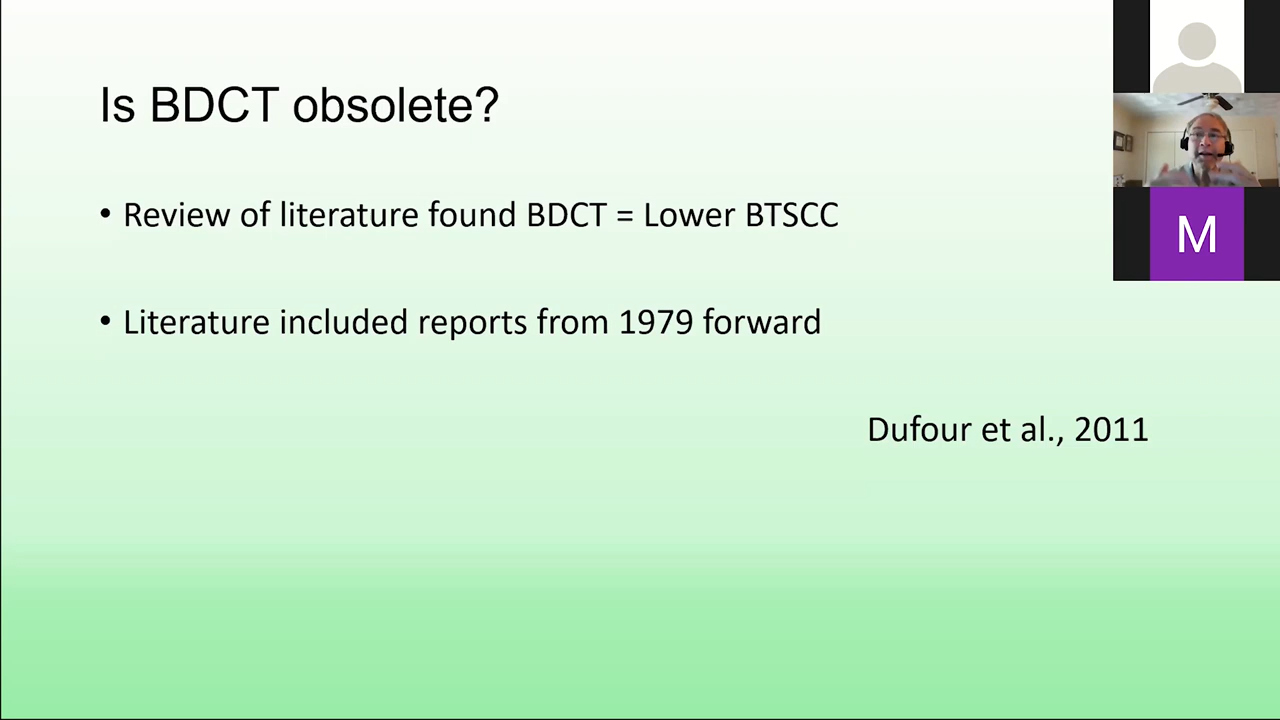 Is BDCT obsolete?
• Review of literature found BDCT = Lower BTSCC
• Literature included reports from 1979 forward
Dufour et al., 2011
M